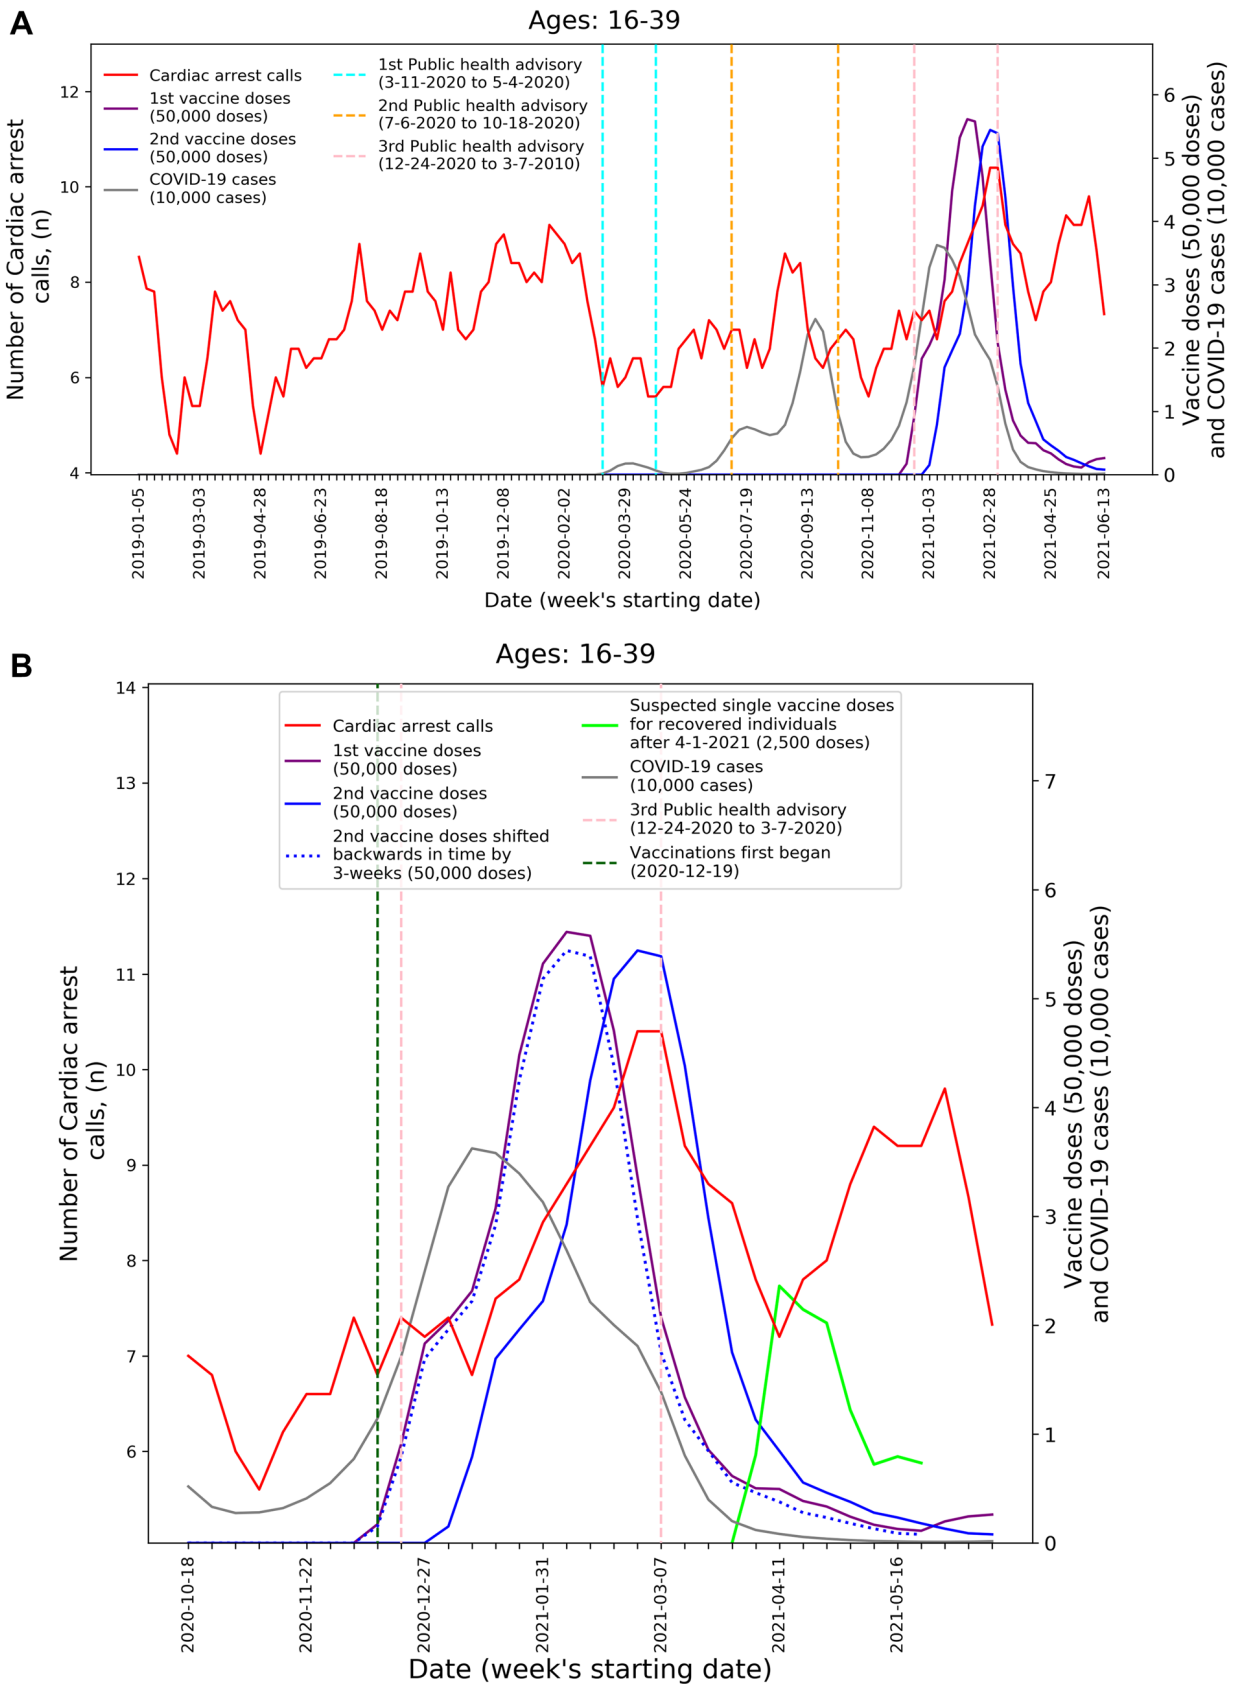 A
Ages: 16-39
Number of Cardiac arrest
calls, (n)
12
10
8
6
4
Cardiac arrest calls
1st vaccine doses
(50,000 doses)
2nd vaccine doses
(50,000 doses)
COVID-19 cases
(10,000 cases)
1st Public health advisory
(3-11-2020 to 5-4-2020)
2nd Public health advisory
(7-6-2020 to 10-18-2020)
3rd Public health advisory
(12-24-2020 to 3-7-2010)
6
5
4
3
2
1
0
Vaccine doses (50,000 doses)
and COVID-19 cases (10,000 cases)
2019-01-05
2019-03-03
2019-04-28
2019-06-23
2019-08-18
2019-10-13
2019-12-08
2020-02-02
2020-03-29
2020-05-24
2020-07-19
2020-09-13
2020-11-08
2021-01-03
2021-02-28
2021-04-25
2021-06-13
Date (week's starting date)
B
Ages: 16-39
Number of Cardiac arrest
calls, (n)
14
13
12
11
10
9
8
7
6
Cardiac arrest calls
1st vaccine doses
(50,000 doses)
2nd vaccine doses
(50,000 doses)
2nd vaccine doses shifted
backwards in time by
3-weeks (50,000 doses)
Suspected single vaccine doses
for recovered individuals
after 4-1-2021 (2,500 doses)
COVID-19 cases
(10,000 cases)
3rd Public health advisory
(12-24-2020 to 3-7-2020)
Vaccinations first began
(2020-12-19)
7
6
5
4
3
2
1
0
Vaccine doses (50,000 doses)
and COVID-19 cases (10,000 cases)
2020-10-18
2020-11-22
2020-12-27
2021-01-31
2021-03-07
2021-04-11
2021-05-16
Date (week's starting date)